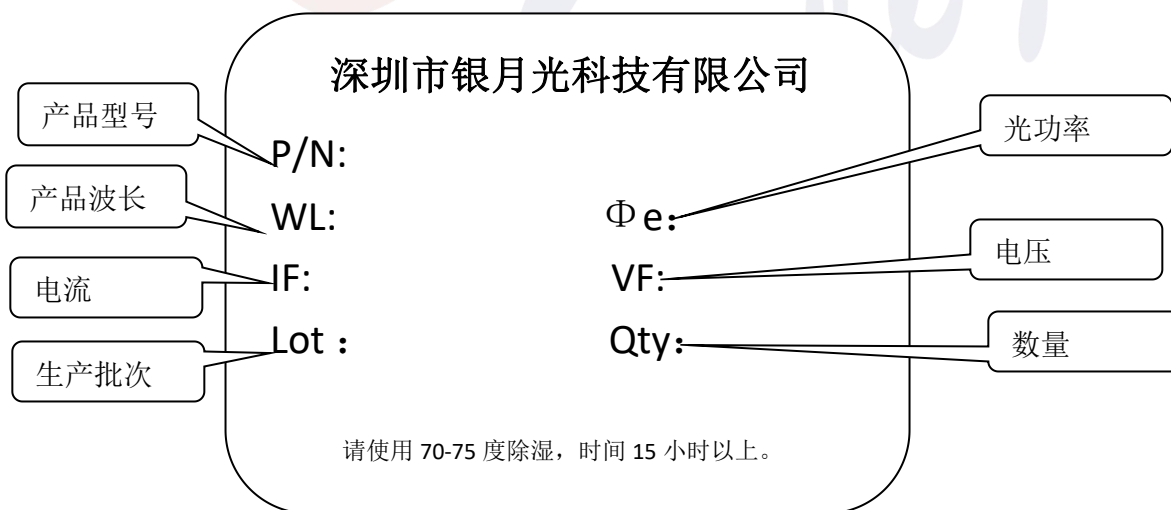 深圳市银月光科技有限公司
产品型号
P/N:
光功率
产品波长
WL:
Φe：
电流
IF:
VF:
电压
生产批次
Lot：
Qty：
数量
请使用 70-75 度除湿，时间 15 小时以上。